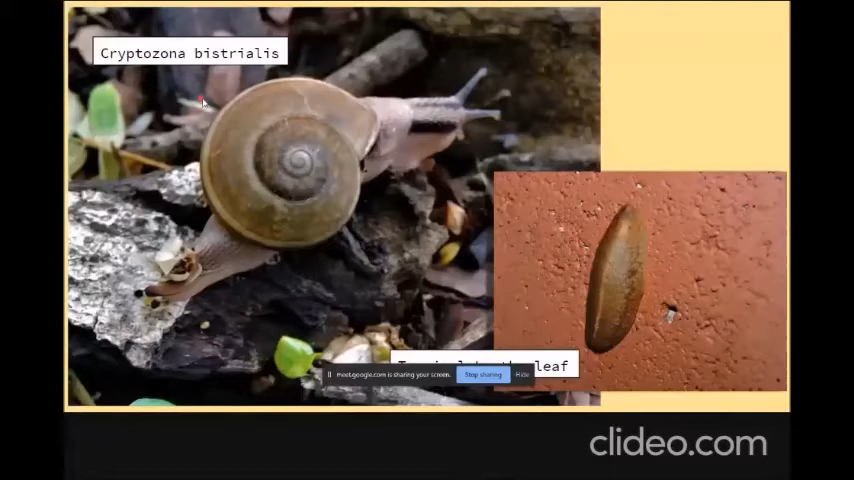 Cryptozona bistrialis
leaf
meet.google.com is sharing your screen.
Stop sharing
Hide
clideo.com